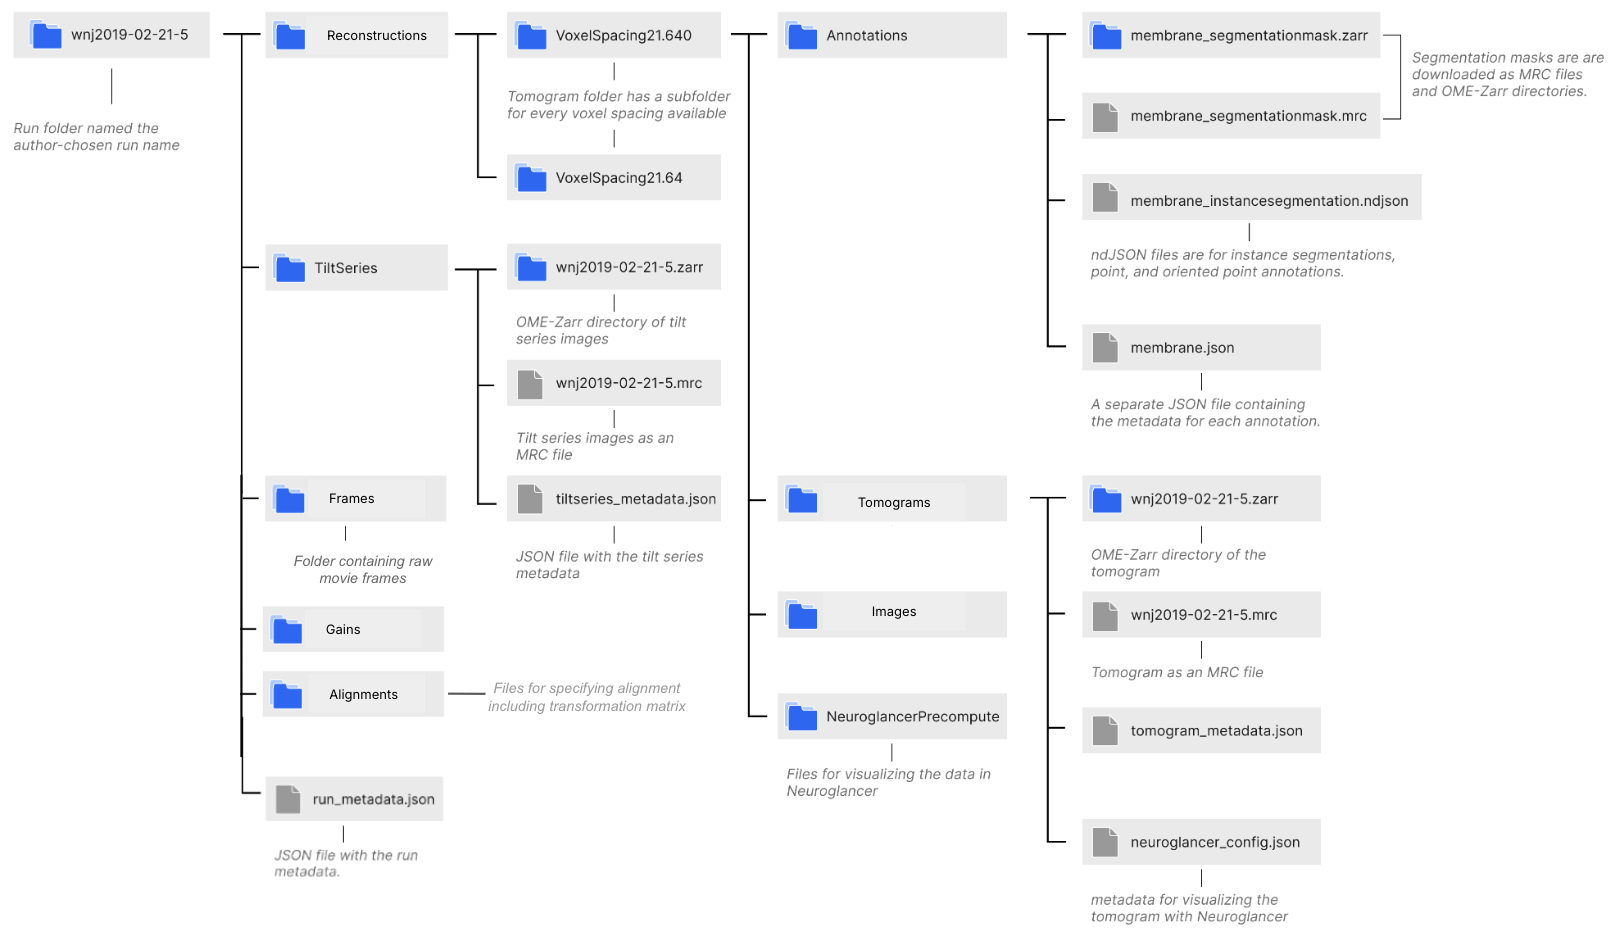 wnj2019-02-21-5
Run folder named the
author-chosen run name
Reconstructions
TiltSeries
Frames
Folder containing raw
movie frames
Gains
Alignments
Files for specifying alignment
including transformation matrix
run_metadata.json
JSON file with the run
metadata.
VoxelSpacing21.640
Tomogram folder has a subfolder
for every voxel spacing available
VoxelSpacing21.64
wnj2019-02-21-5.zarr
OME-Zarr directory of tilt
series images
wnj2019-02-21-5.mrc
Tilt series images as an
MRC file
tiltseries_metadata.json
JSON file with the tilt series
metadata
Annotations
Tomograms
Images
NeuroglancerPrecompute
Files for visualizing the data in
Neuroglancer
membrane_segmentationmask.zarr
Segmentation masks are are
downloaded as MRC files
and OME-Zarr directories.
membrane_segmentationmask.mrc
membrane_instancesegmentation.ndjson
ndJSON files are for instance segmentations,
point, and oriented point annotations.
membrane.json
A separate JSON file containing
the metadata for each annotation.
wnj2019-02-21-5.zarr
OME-Zarr directory of the
tomogram
wnj2019-02-21-5.mrc
Tomogram as an MRC file
tomogram_metadata.json
neuroglancer_config.json
metadata for visualizing the
tomogram with Neuroglancer